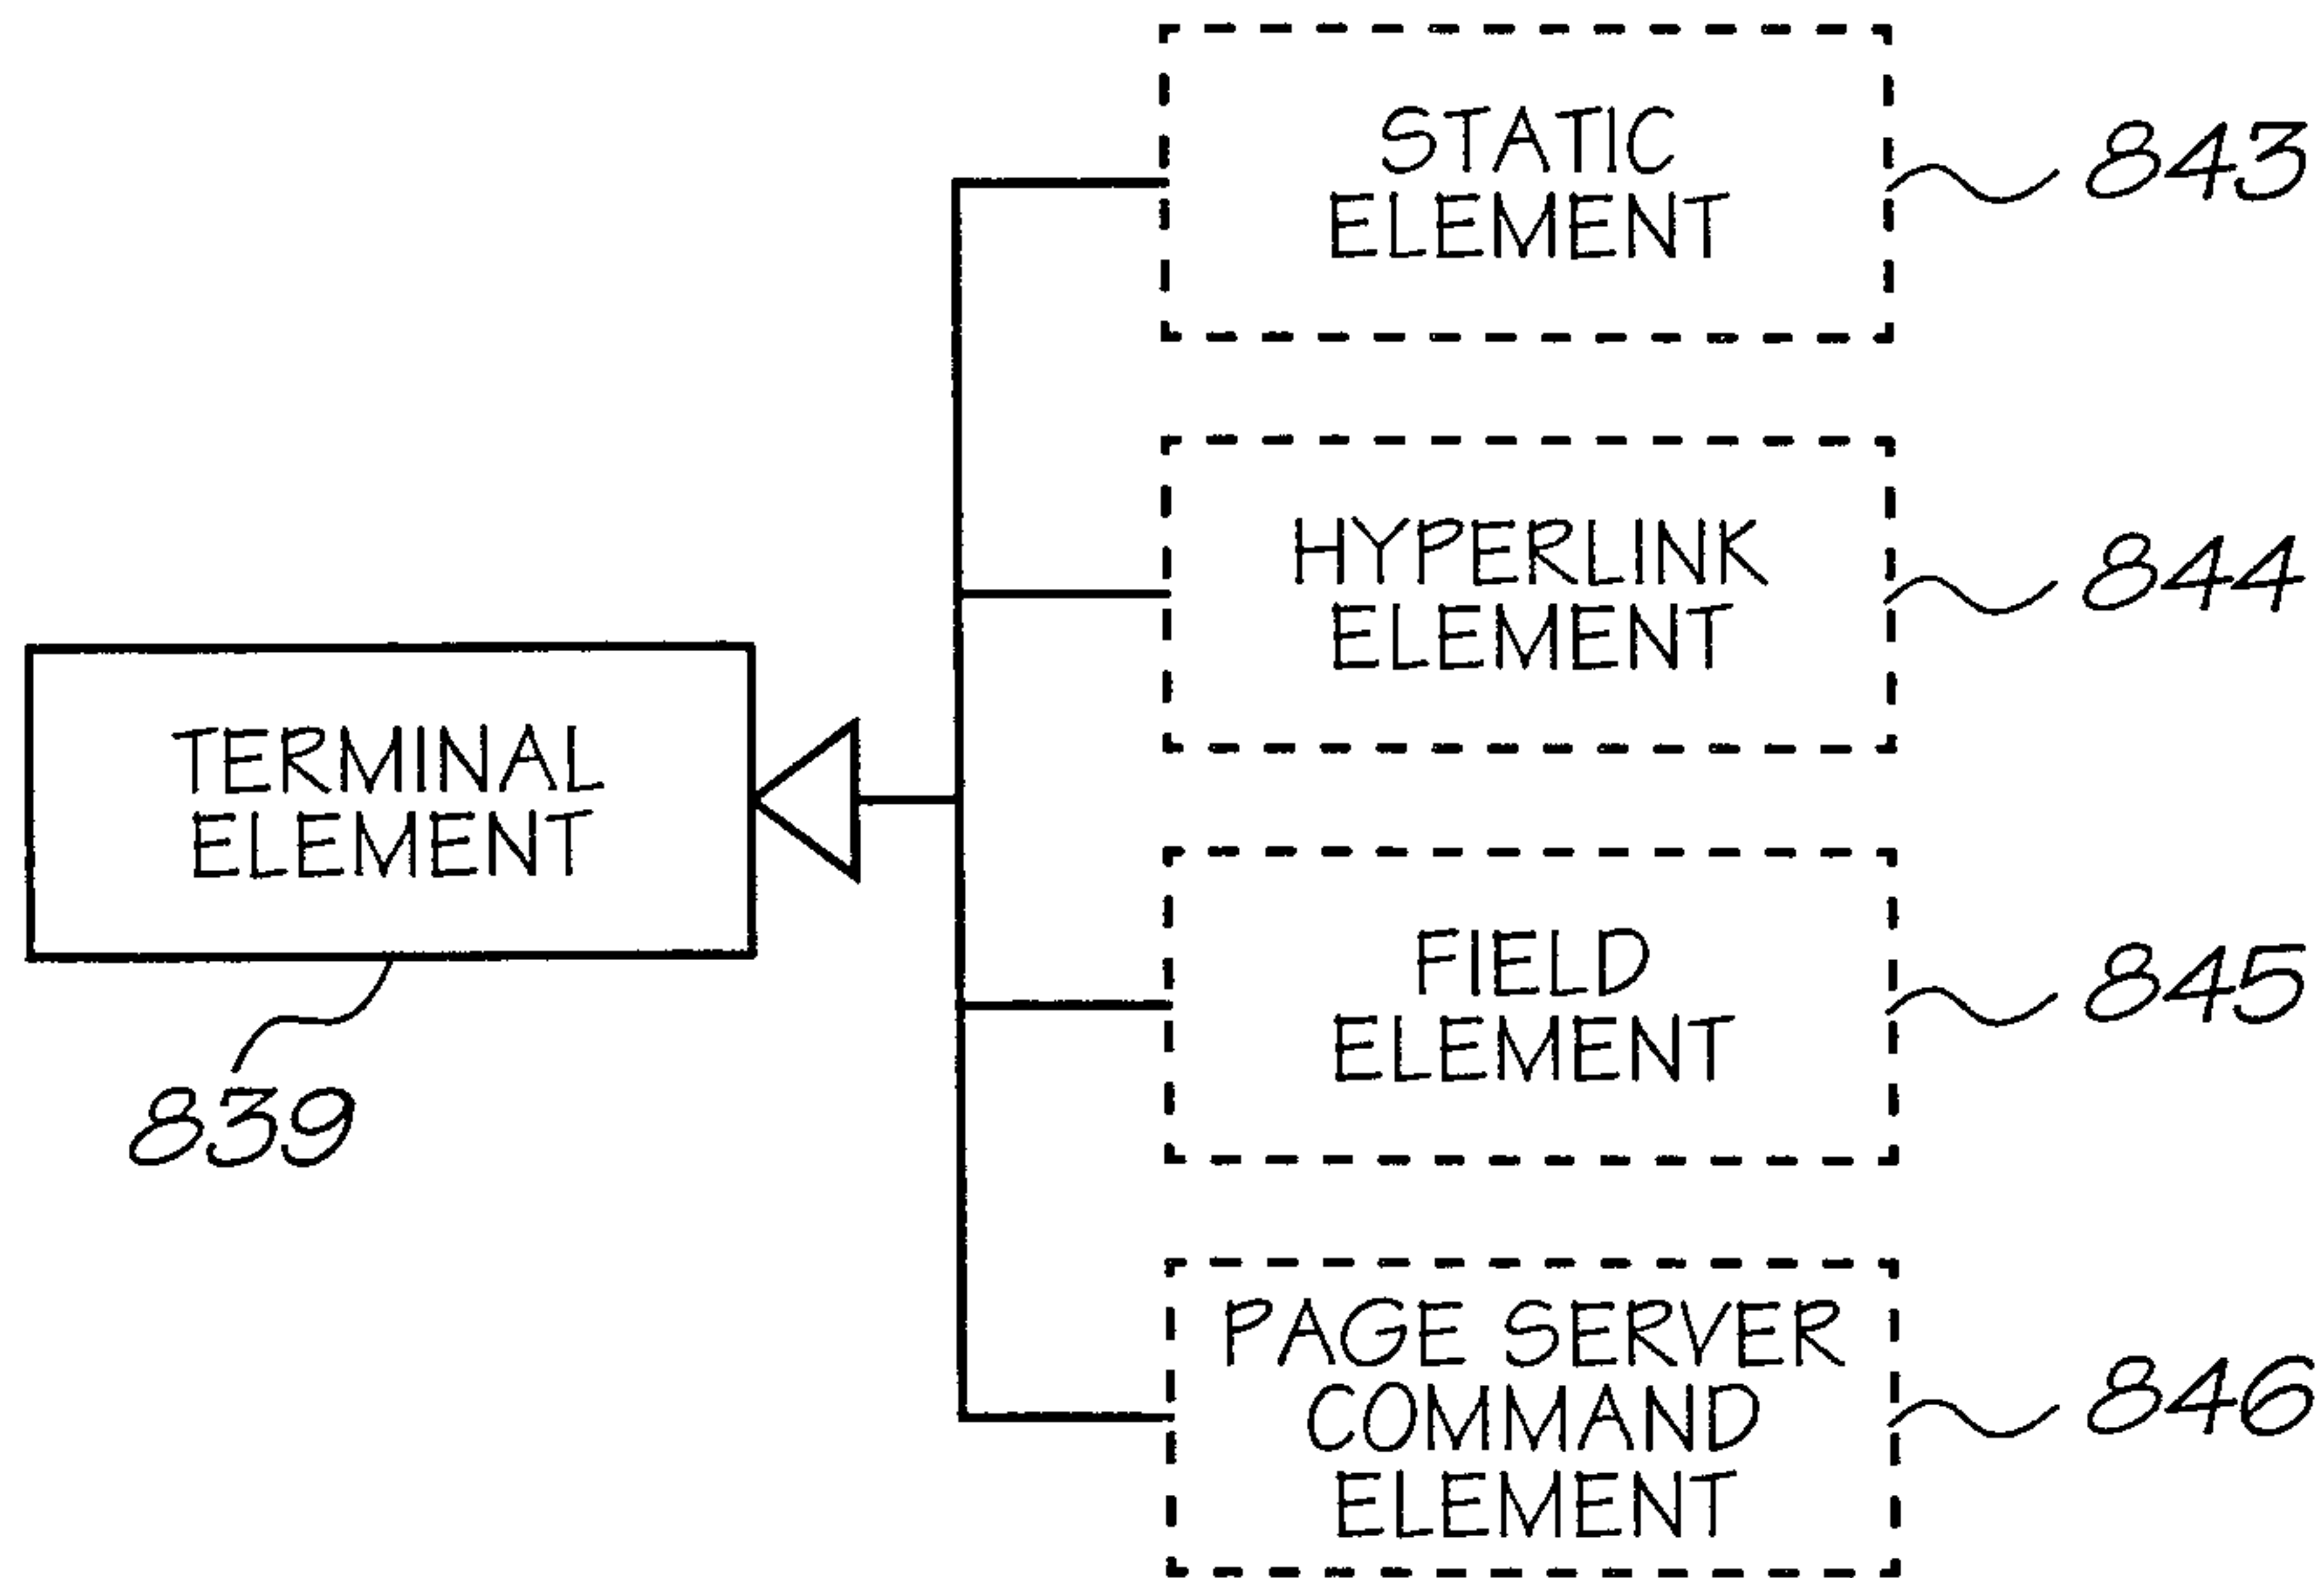 STATIC
ELEMENT
843
HYPERLINK
ELEMENT
844
TERMINAL
ELEMENT
839
FIELD
ELEMENT
845
PAGE SERVER
COMMAND
ELEMENT
846